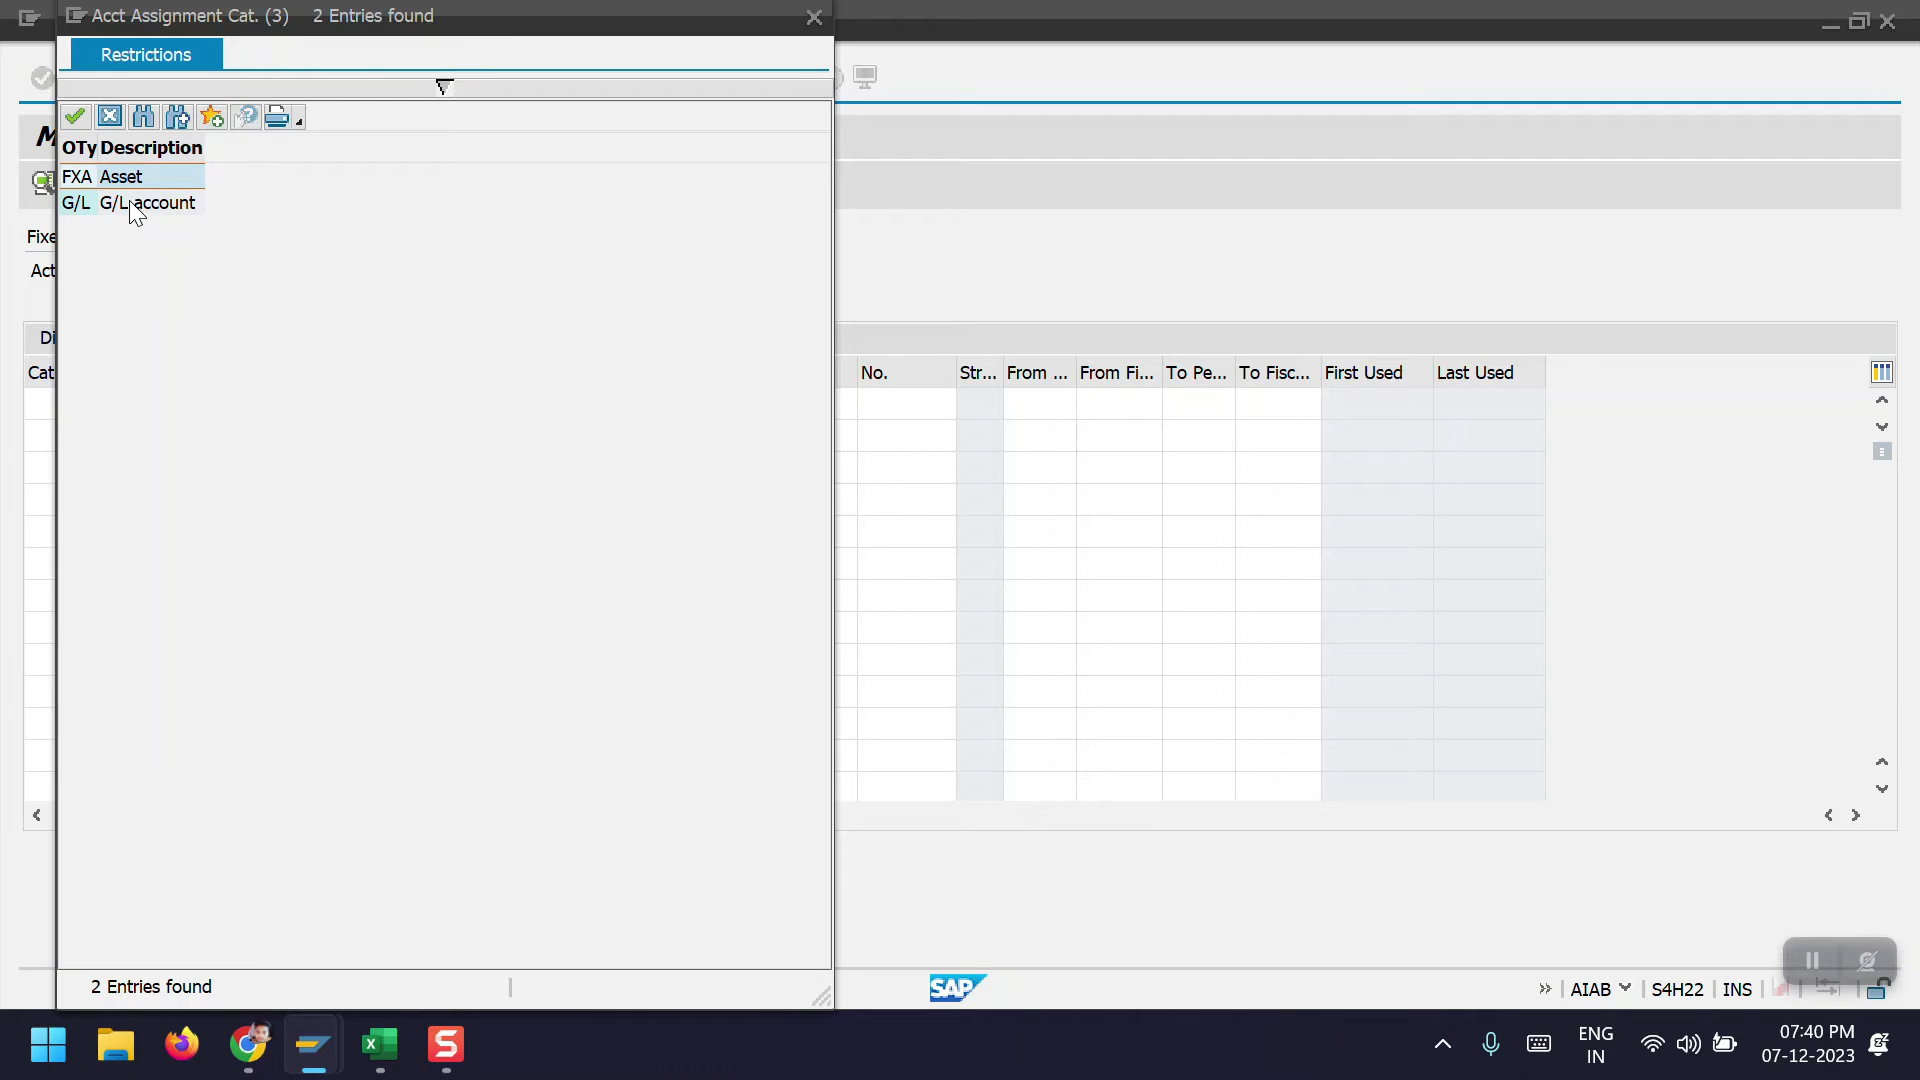 Acct Assignment Cat. (3) 2 Entries found
Restrictions
OTy Description
FXA Asset
G/L G/L account
Fixe
Act
Di
Cat
No. Str... From ... From Fi... To Pe... To Fisc... First Used Last Used
2 Entries found
SAP
AIAB S4H22 INS
ENG
IN
07:40 PM
07-12-2023